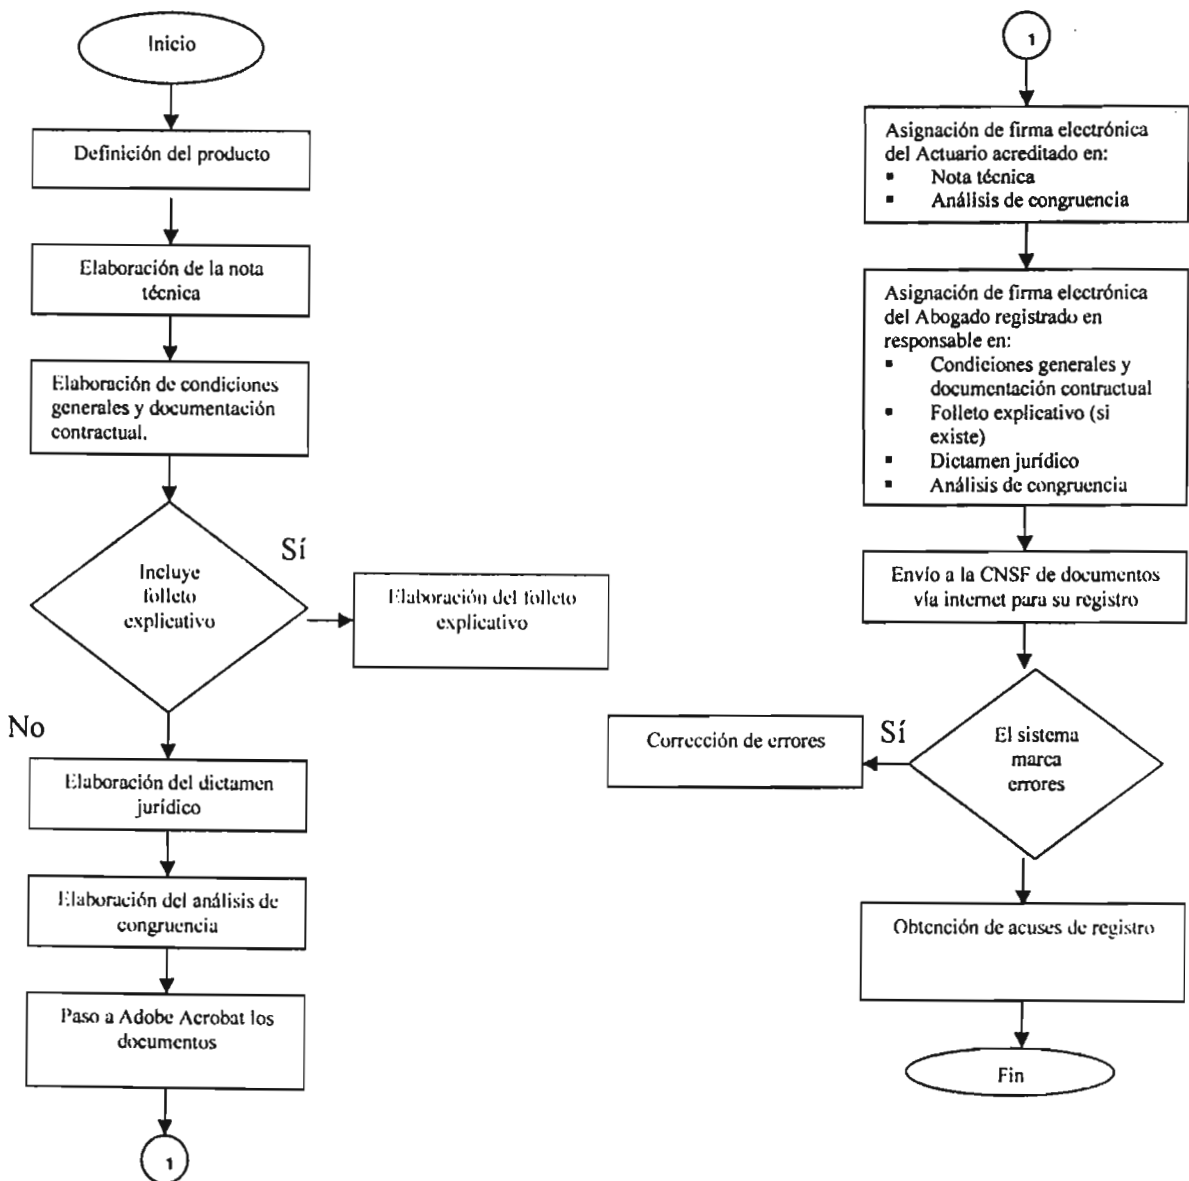 Inicio
Definición del producto
Elaboración de la nota
técnica
Elaboración de condiciones
generales y documentación
contractual.
Incluye
folleto
explicativo
Sí
Elaboración del folleto
explicativo
No
Elaboración del dictamen
jurídico
Elaboración del análisis de
congruencia
Paso a Adobe Acrobat los
documentos
1
1
Asignación de firma electrónica
del Actuario acreditado en:
▪ Nota técnica
▪ Análisis de congruencia
Asignación de firma electrónica
del Abogado registrado en
responsable en:
▪ Condiciones generales y
documentación contractual
▪ Folleto explicativo (si
existe)
▪ Dictamen jurídico
▪ Análisis de congruencia
Envío a la CNSF de documentos
vía internet para su registro
El sistema
marca
errores
Sí
Corrección de errores
Obtención de acuses de registro
Fin